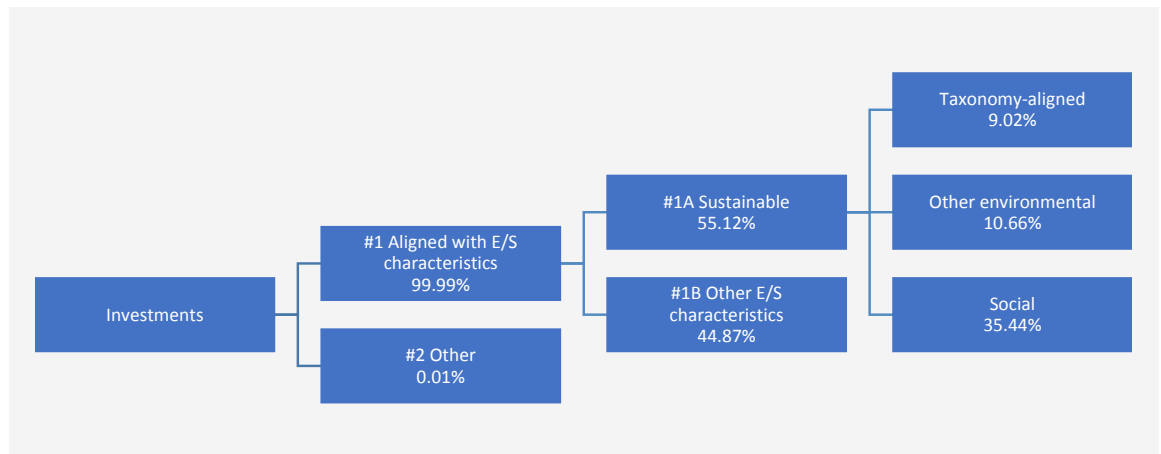 Investments
#1 Aligned with E/S
characteristics
99.99%
#2 Other
0.01%
#1A Sustainable
55.12%
#1B Other E/S
characteristics
44.87%
Taxonomy-aligned
9.02%
Other environmental
10.66%
Social
35.44%